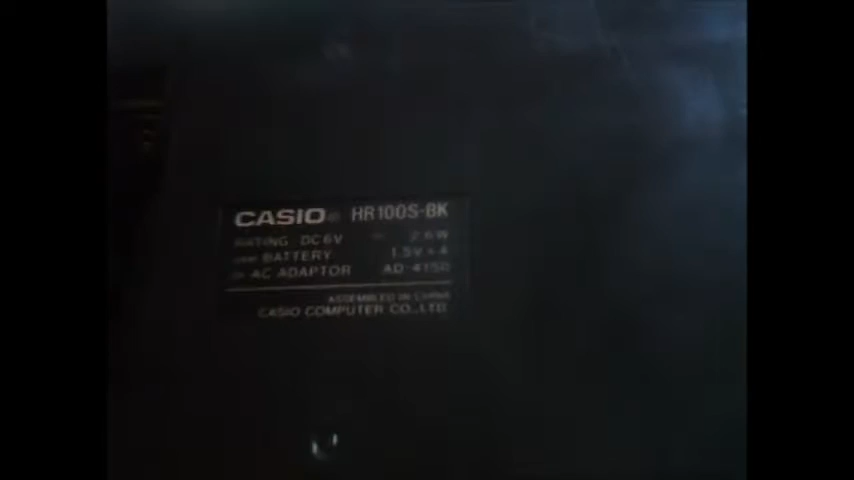 CASIO® HR100S-BK
RATING DC6V 2.6W
BATTERY 1.5V × 4
AC ADAPTOR AD-4150
ASSEMBLED IN CHINA
CASIO COMPUTER CO.,LTD.